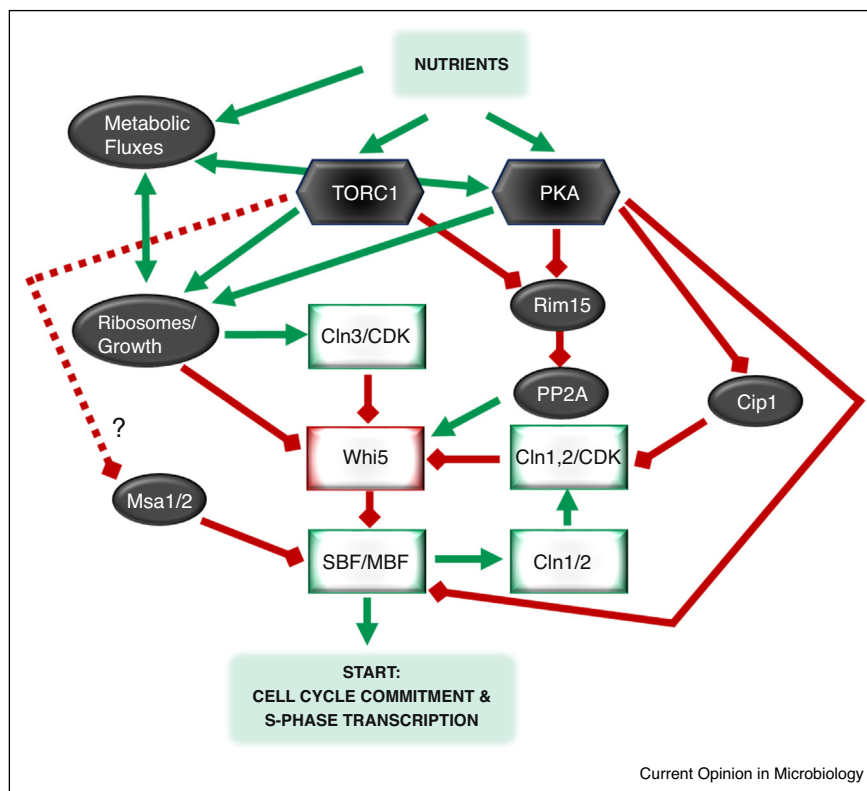 NUTRIENTS
Metabolic
Fluxes
TORC1
PKA
Ribosomes/
Growth
Cln3/CDK
Rim15
PP2A
Cip1
?
Whi5
Cln1,2/CDK
Msa1/2
SBF/MBF
Cln1/2
START:
CELL CYCLE COMMITMENT &
S-PHASE TRANSCRIPTION
Current Opinion in Microbiology